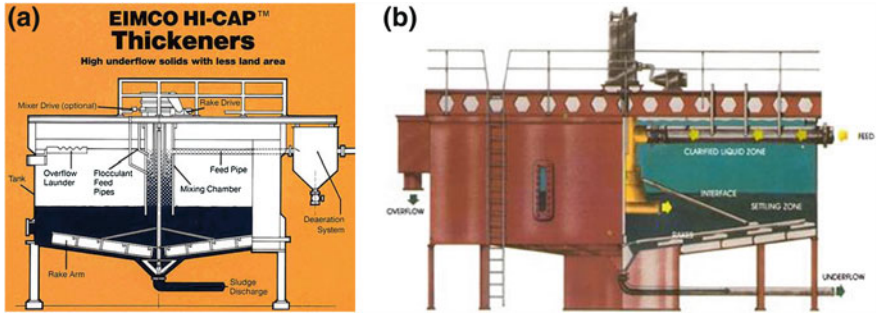 (a)
EIMCO HI-CAP™
Thickeners
High underflow solids with less land area
Mixer Drive (optional)
Rake Drive
Overflow
Launder
Flocculant
Feed
Pipes
Feed Pipe
Mixing Chamber
Tank
Deaeration
System
Rake Arm
Sludge
Discharge
(b)
FEED
CLARIFIED LIQUID ZONE
INTERFACE
SETTLING ZONE
OVERFLOW
RAKES
UNDERFLOW